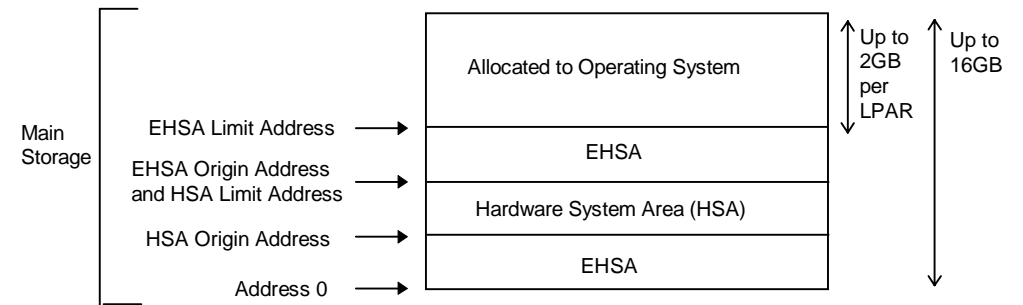 Main
Storage
EHSA Limit Address
EHSA Origin Address
and HSA Limit Address
HSA Origin Address
Address 0
Allocated to Operating System
EHSA
Hardware System Area (HSA)
EHSA
Up to
2GB
per
LPAR
Up to
16GB